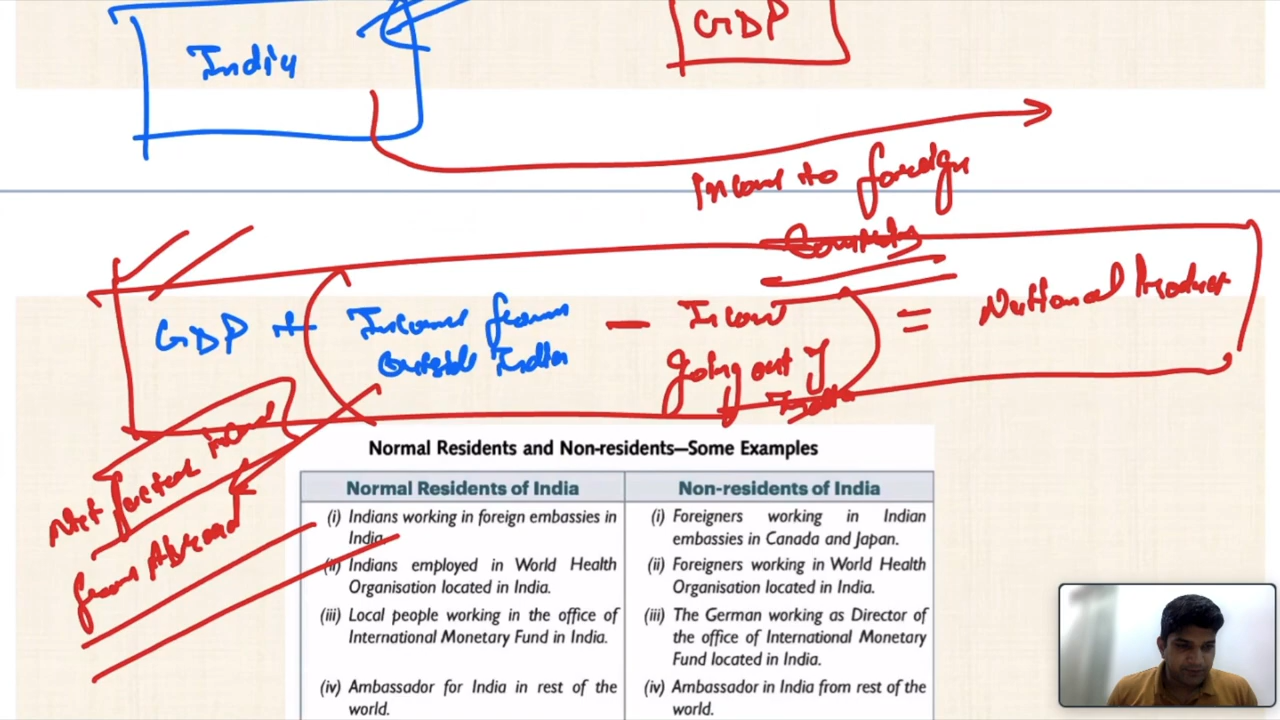 GDP
India
Income to foreign
Countries
GDP + Income from - Income = National Product
outside India going out of
India
Net factor income
from Abroad
Normal Residents and Non-residents—Some Examples
Normal Residents of India Non-residents of India
(i) Indians working in foreign embassies in (i) Foreigners working in Indian
India. embassies in Canada and Japan.
(ii) Indians employed in World Health (ii) Foreigners working in World Health
Organisation located in India. Organisation located in India.
(iii) Local people working in the office of (iii) The German working as Director of
International Monetary Fund in India. the office of International Monetary
Fund located in India.
(iv) Ambassador for India in rest of the (iv) Ambassador in India from rest of the
world. world.